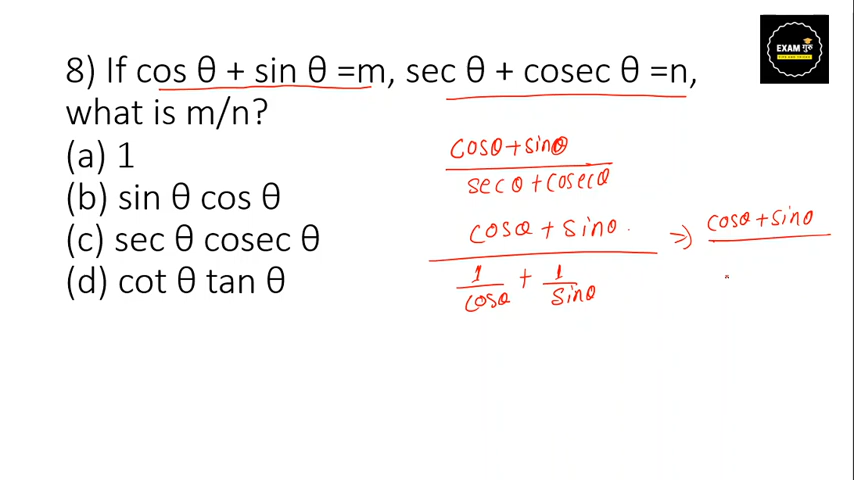 EXAM गुरु
8) If cos θ + sin θ =m, sec θ + cosec θ =n,
what is m/n?
(a) 1
(b) sin θ cos θ
(c) sec θ cosec θ
(d) cot θ tan θ
cosθ+sinθ
secθ+cosecθ
cosθ + sinθ
1/cosθ + 1/sinθ
=> cosθ+sinθ